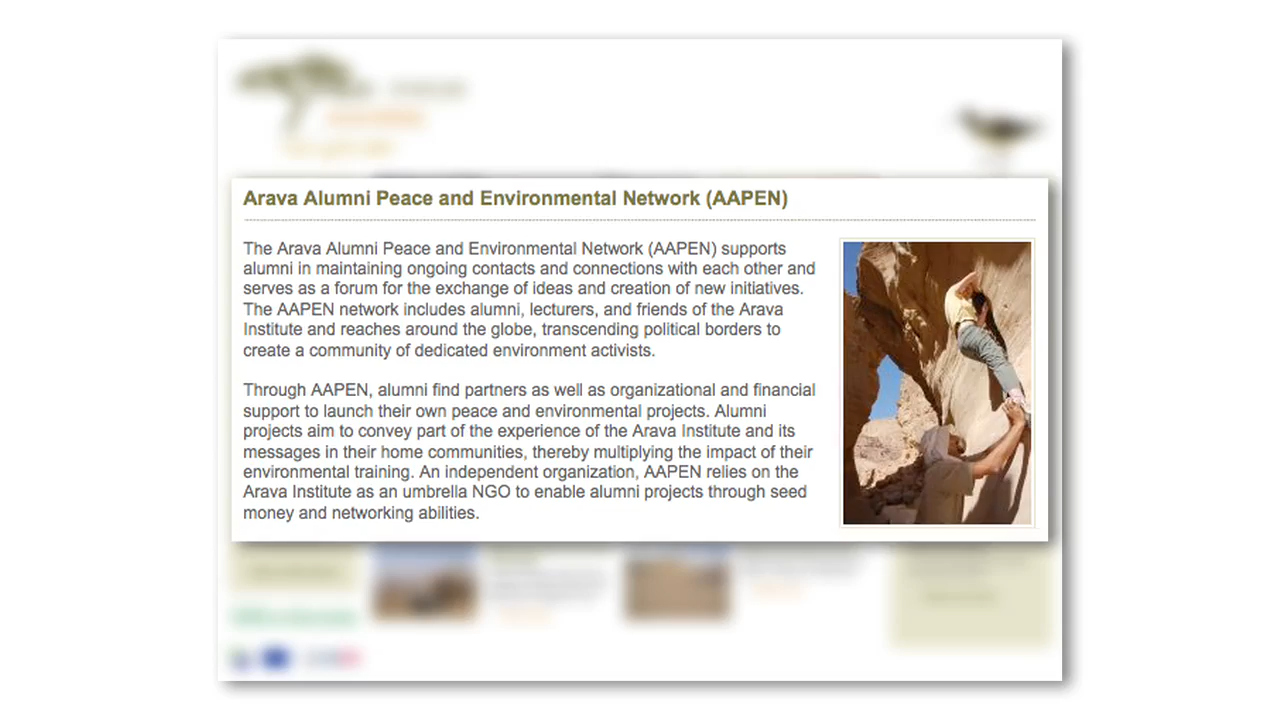 Arava Alumni Peace and Environmental Network (AAPEN)
The Arava Alumni Peace and Environmental Network (AAPEN) supports
alumni in maintaining ongoing contacts and connections with each other and
serves as a forum for the exchange of ideas and creation of new initiatives.
The AAPEN network includes alumni, lecturers, and friends of the Arava
Institute and reaches around the globe, transcending political borders to
create a community of dedicated environment activists.
Through AAPEN, alumni find partners as well as organizational and financial
support to launch their own peace and environmental projects. Alumni
projects aim to convey part of the experience of the Arava Institute and its
messages in their home communities, thereby multiplying the impact of their
environmental training. An independent organization, AAPEN relies on the
Arava Institute as an umbrella NGO to enable alumni projects through seed
money and networking abilities.